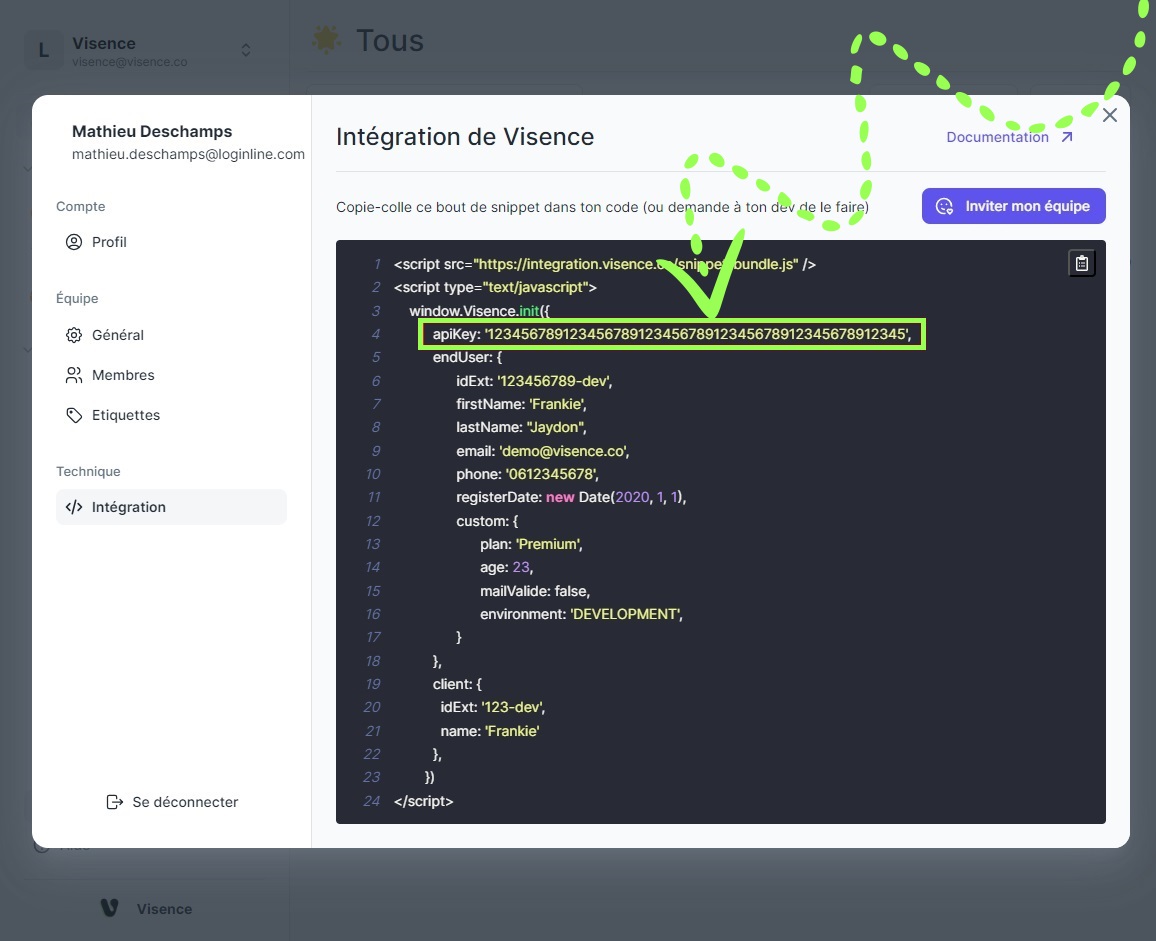 L
Visence
visence@visence.co
Tous
Mathieu Deschamps
mathieu.deschamps@loginline.com
Compte
Profil
Équipe
Général
Membres
Etiquettes
Technique
Intégration
Se déconnecter
Visence
Intégration de Visence
Documentation
Copie-colle ce bout de snippet dans ton code (ou demande à ton dev de le faire)
Inviter mon équipe
1 <script src="https://integration.visence.co/snippet.bundle.js" />
2 <script type="text/javascript">
3 window.Visence.init({
4 apiKey: '12345678912345678912345678912345678912345678912345',
5 endUser: {
6 idExt: '123456789-dev',
7 firstName: 'Frankie',
8 lastName: "Jaydon",
9 email: 'demo@visence.co',
10 phone: '0612345678',
11 registerDate: new Date(2020, 1, 1),
12 custom: {
13 plan: 'Premium',
14 age: 23,
15 mailValide: false,
16 environment: 'DEVELOPMENT',
17 }
18 },
19 client: {
20 idExt: '123-dev',
21 name: 'Frankie'
22 },
23 })
24 </script>